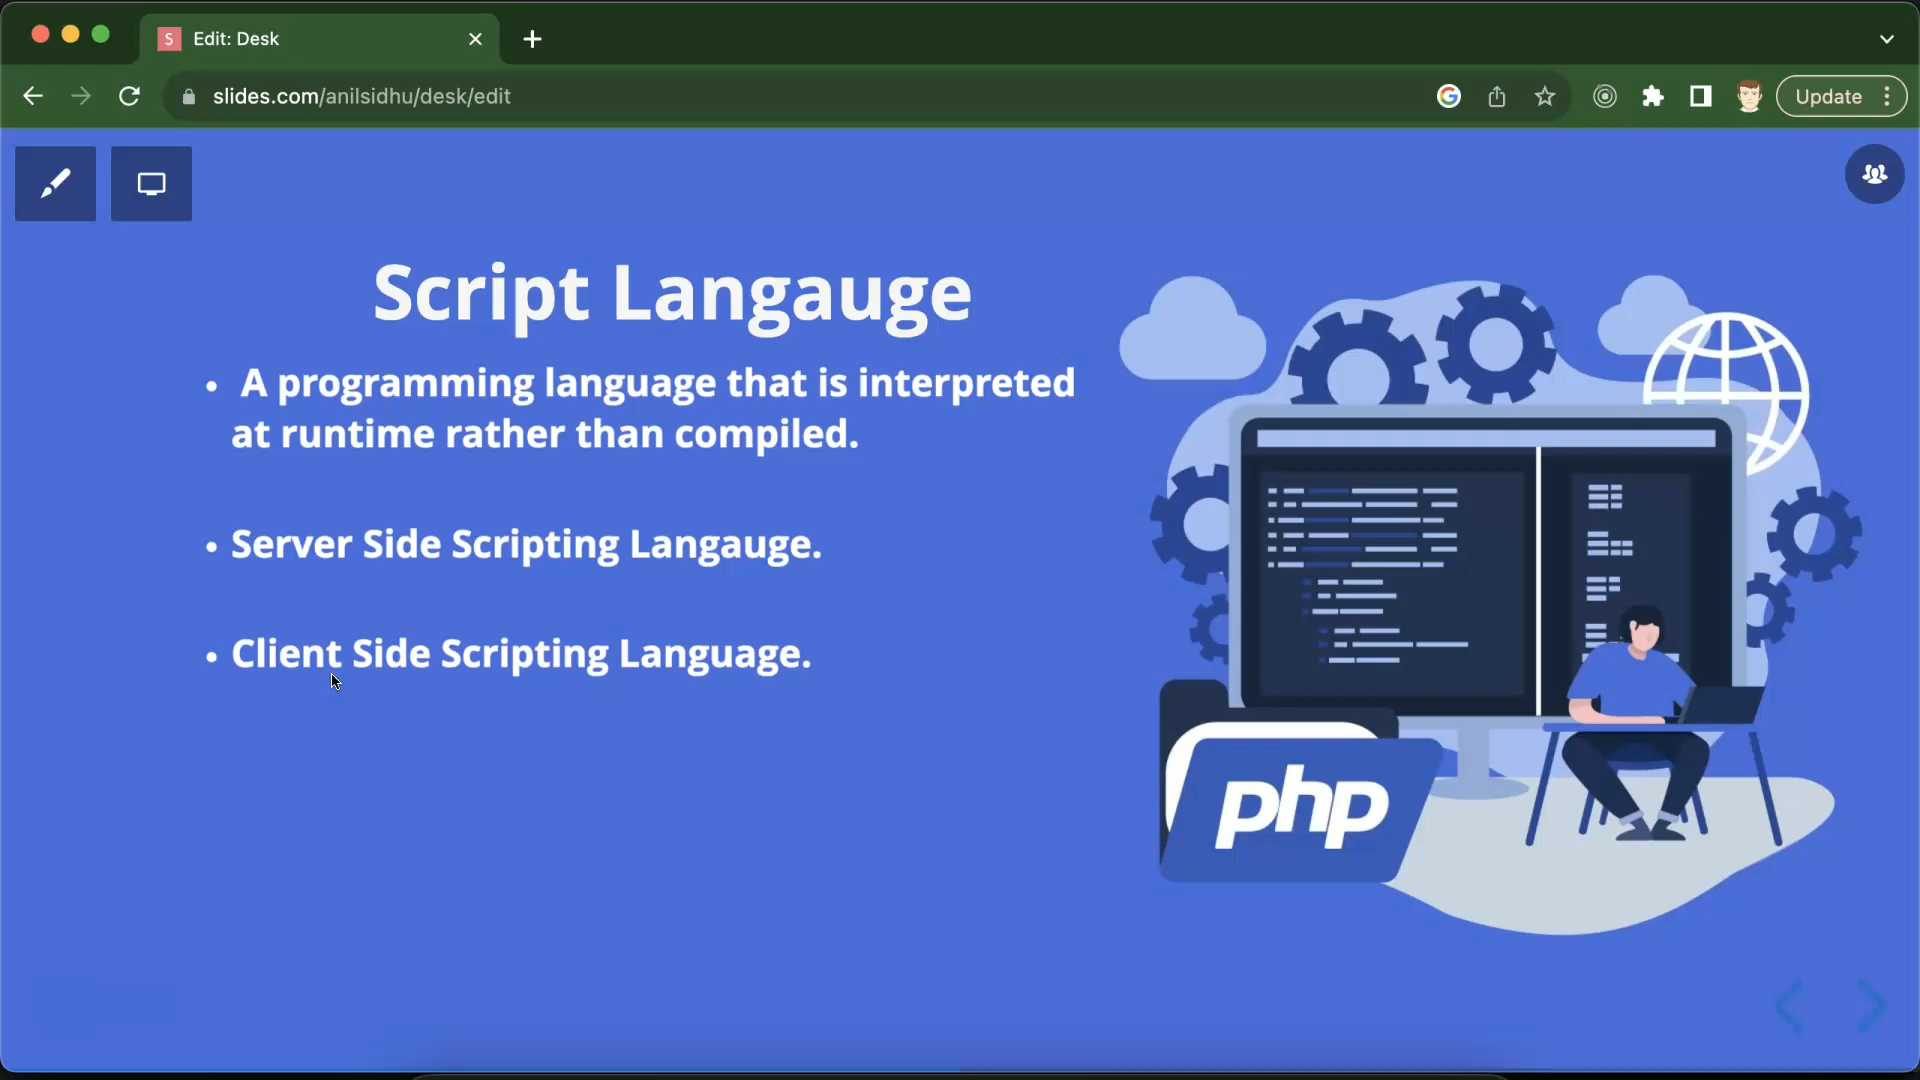 S Edit: Desk
slides.com/anilsidhu/desk/edit
Update
Script Langauge
• A programming language that is interpreted
at runtime rather than compiled.
• Server Side Scripting Langauge.
• Client Side Scripting Language.
php